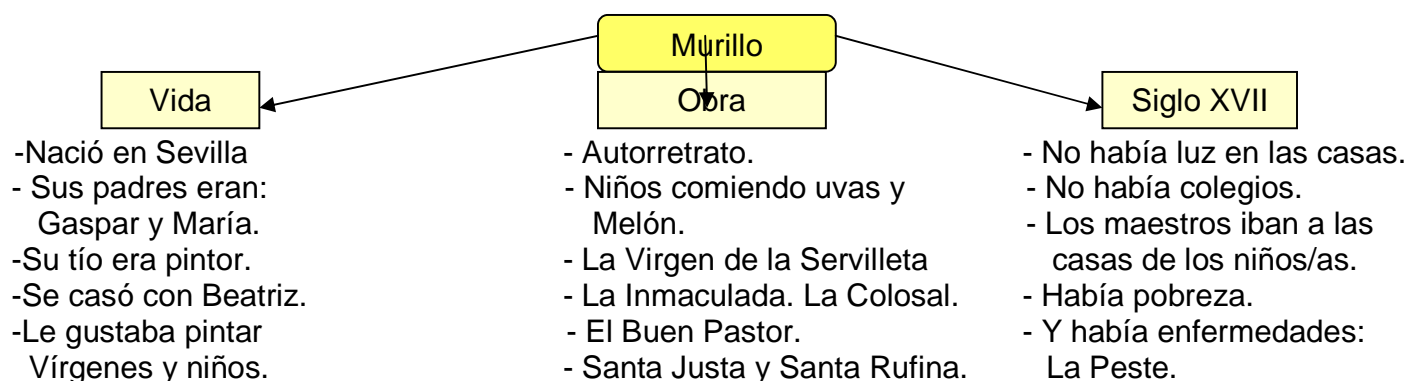 Murillo
Vida
-Nació en Sevilla
- Sus padres eran:
Gaspar y María.
-Su tío era pintor.
-Se casó con Beatriz.
-Le gustaba pintar
Vírgenes y niños.
Obra
- Autorretrato.
- Niños comiendo uvas y
Melón.
- La Virgen de la Servilleta
- La Inmaculada. La Colosal.
- El Buen Pastor.
- Santa Justa y Santa Rufina.
Siglo XVII
- No había luz en las casas.
- No había colegios.
- Los maestros iban a las
casas de los niños/as.
- Había pobreza.
- Y había enfermedades:
La Peste.